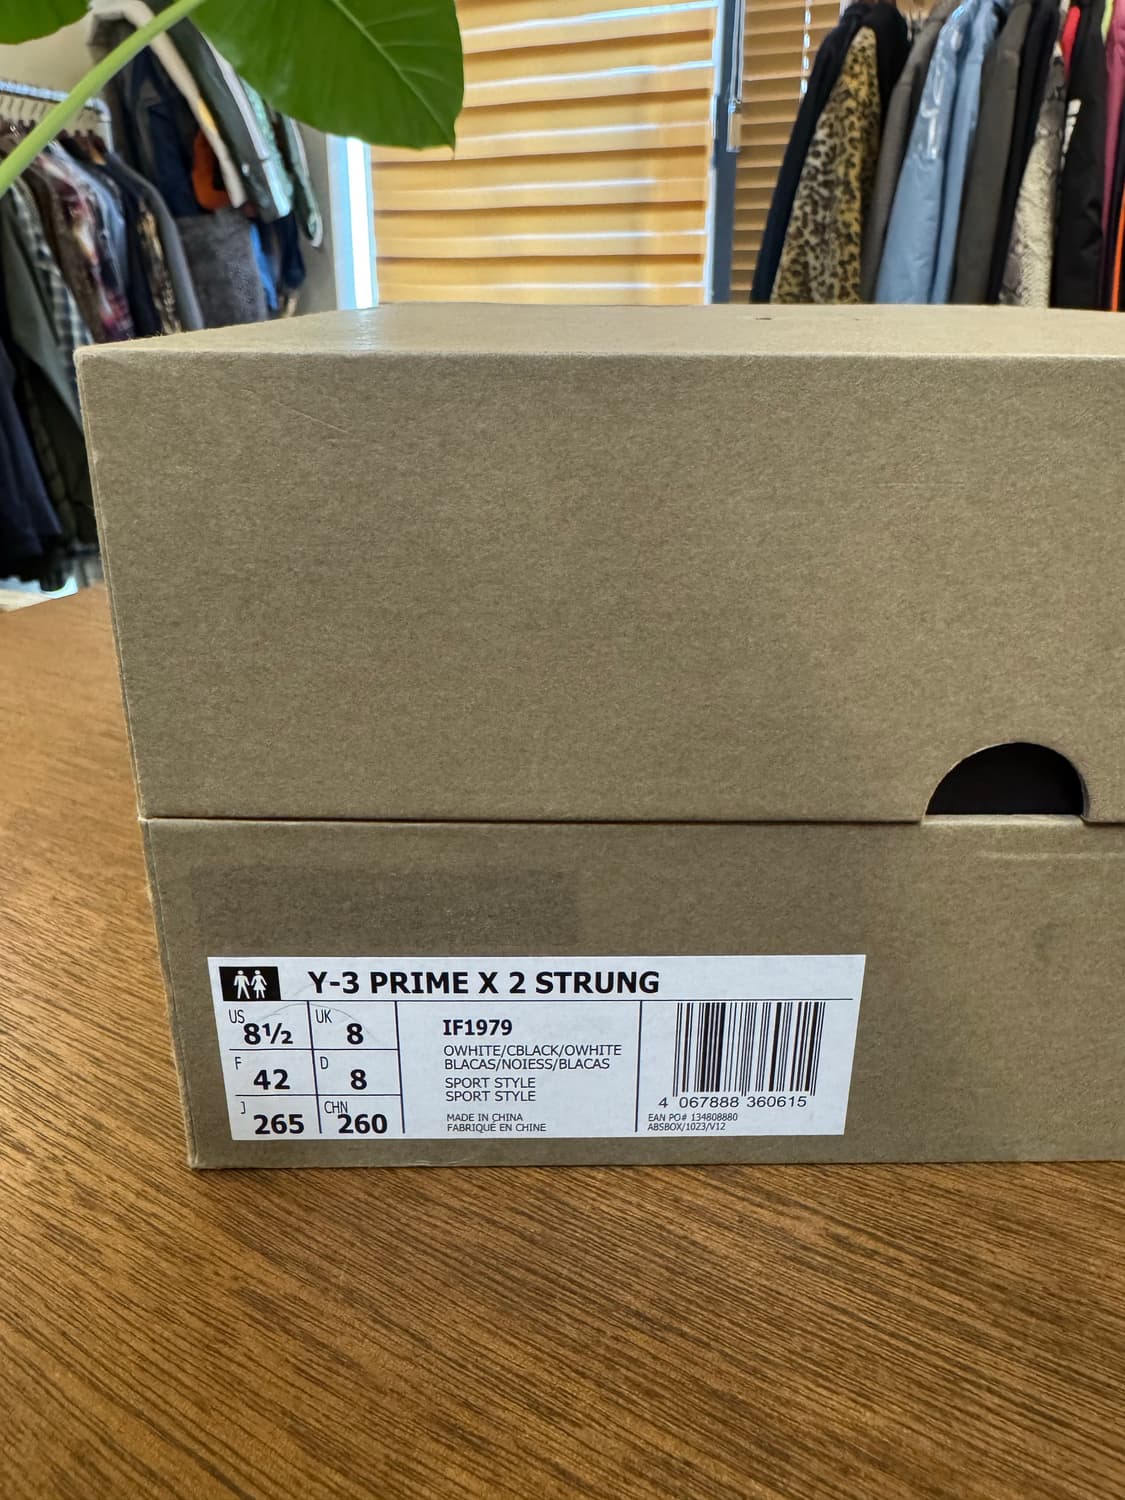 Y-3 PRIME X 2 STRUNG
US 8½ UK 8
F 42 D 8
J 265 CHN 260
IF1979
OWHITE/CBLACK/OWHITE
BLACAS/NOIESS/BLACAS
SPORT STYLE
SPORT STYLE
MADE IN CHINA
FABRIQUÉ EN CHINE
4 067888 360615
EAN PO# 134808880
ABSBOX/1023/V12